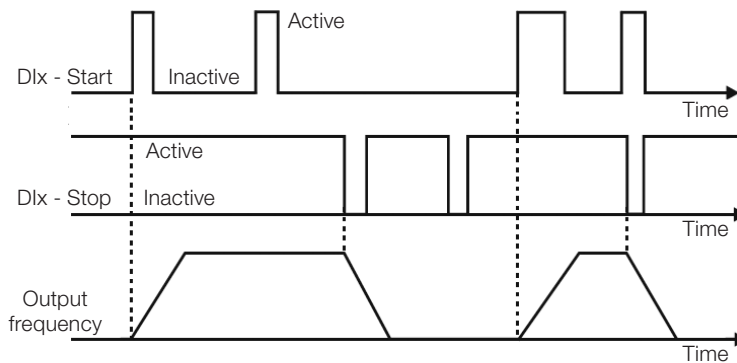 Active
DIx - Start
Inactive
Time
Active
DIx - Stop
Inactive
Time
Output
frequency
Time